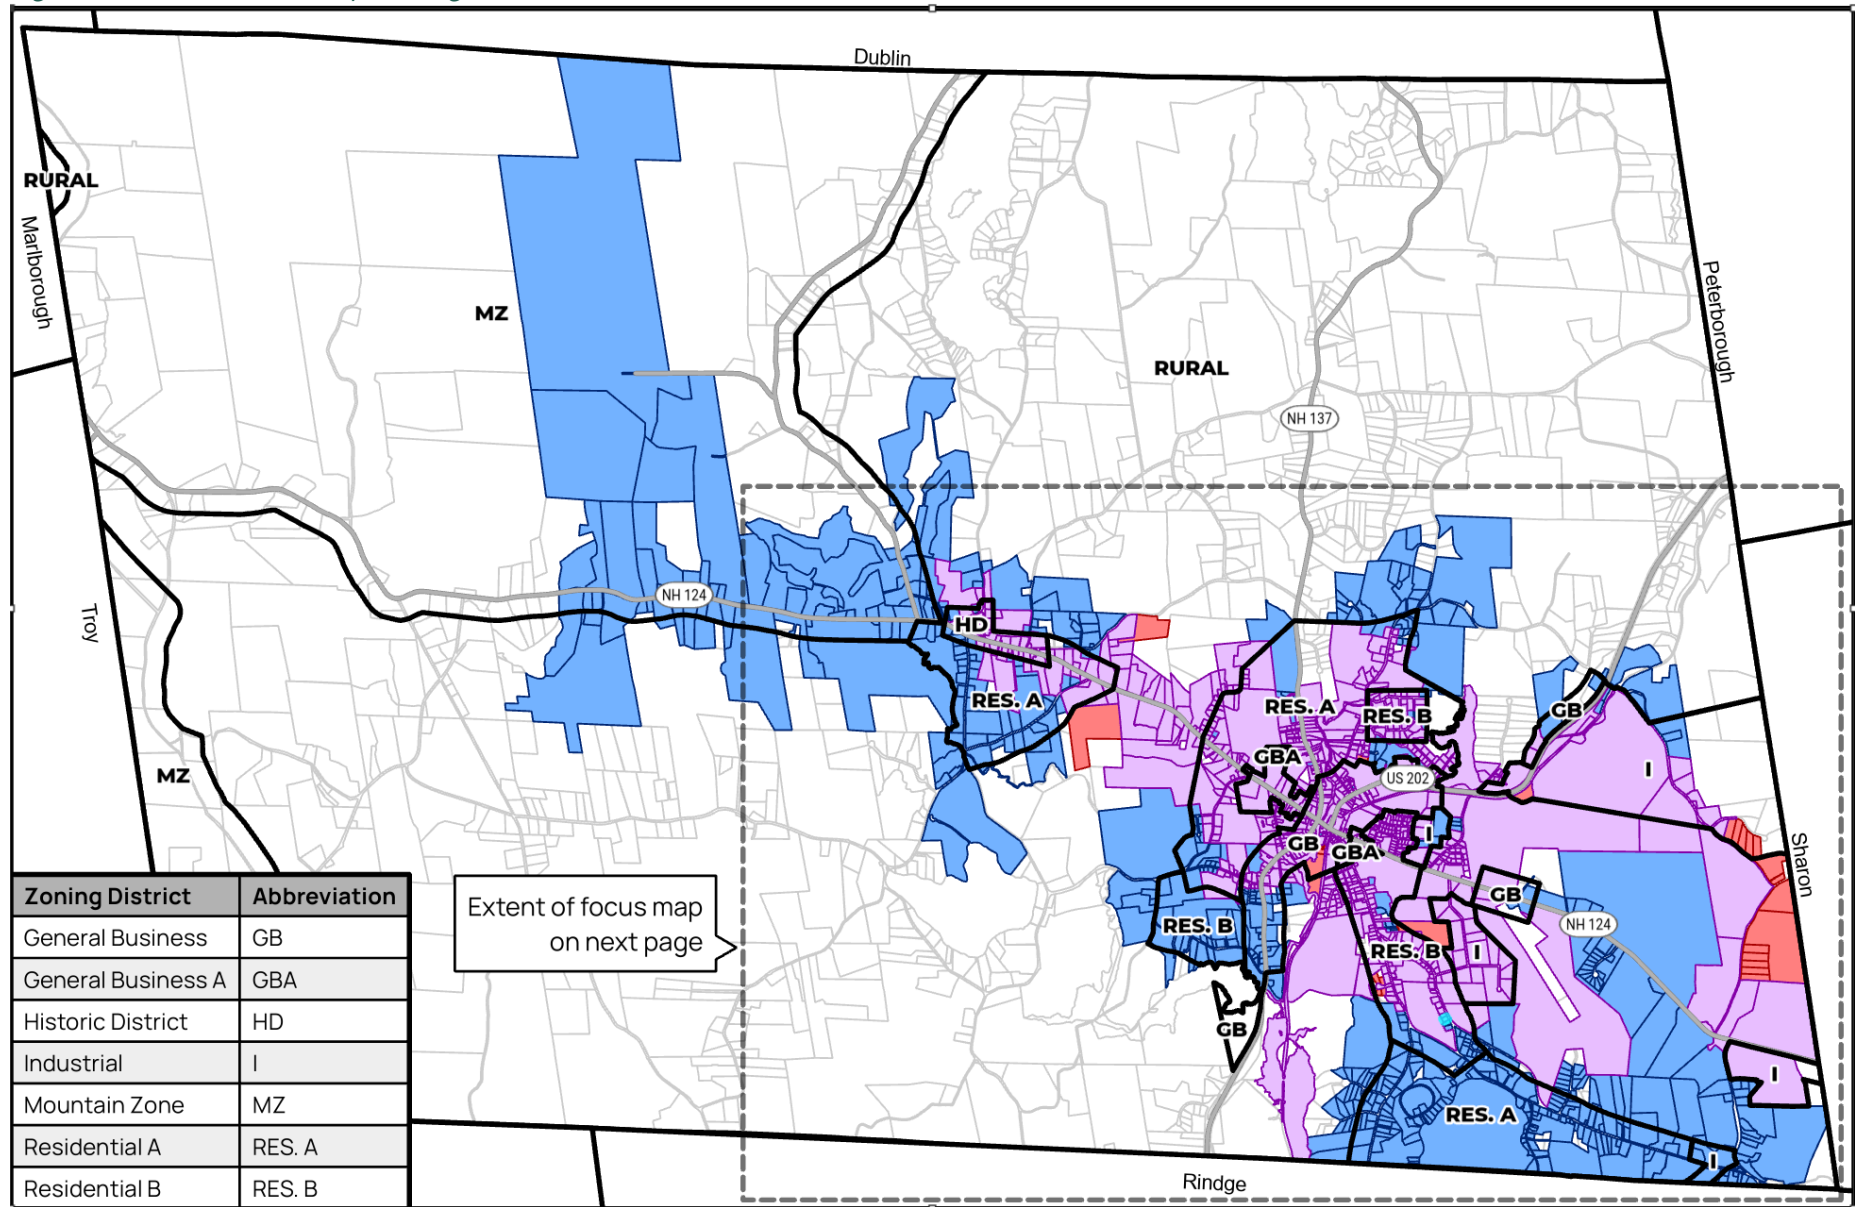 Dublin
RURAL
Marlborough
MZ
Peterborough
RURAL
NH 137
Troy
NH 124
HD
RES. A
RES. A
RES. B
GB
GBA
US 202
I
MZ
GB
GBA
I
Sharon
GB
NH 124
RES. B
RES. B
I
GB
I
RES. A
I
Rindge
Extent of focus map
on next page
Zoning District Abbreviation
General Business GB
General Business A GBA
Historic District HD
Industrial I
Mountain Zone MZ
Residential A RES. A
Residential B RES. B